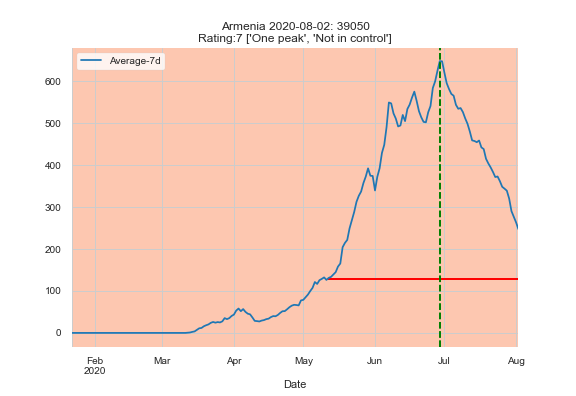 Armenia 2020-08-02: 39050
Rating:7 ['One peak', 'Not in control']
Average-7d
600
500
400
300
200
100
0
Feb
2020
Mar
Apr
May
Jun
Jul
Aug
Date